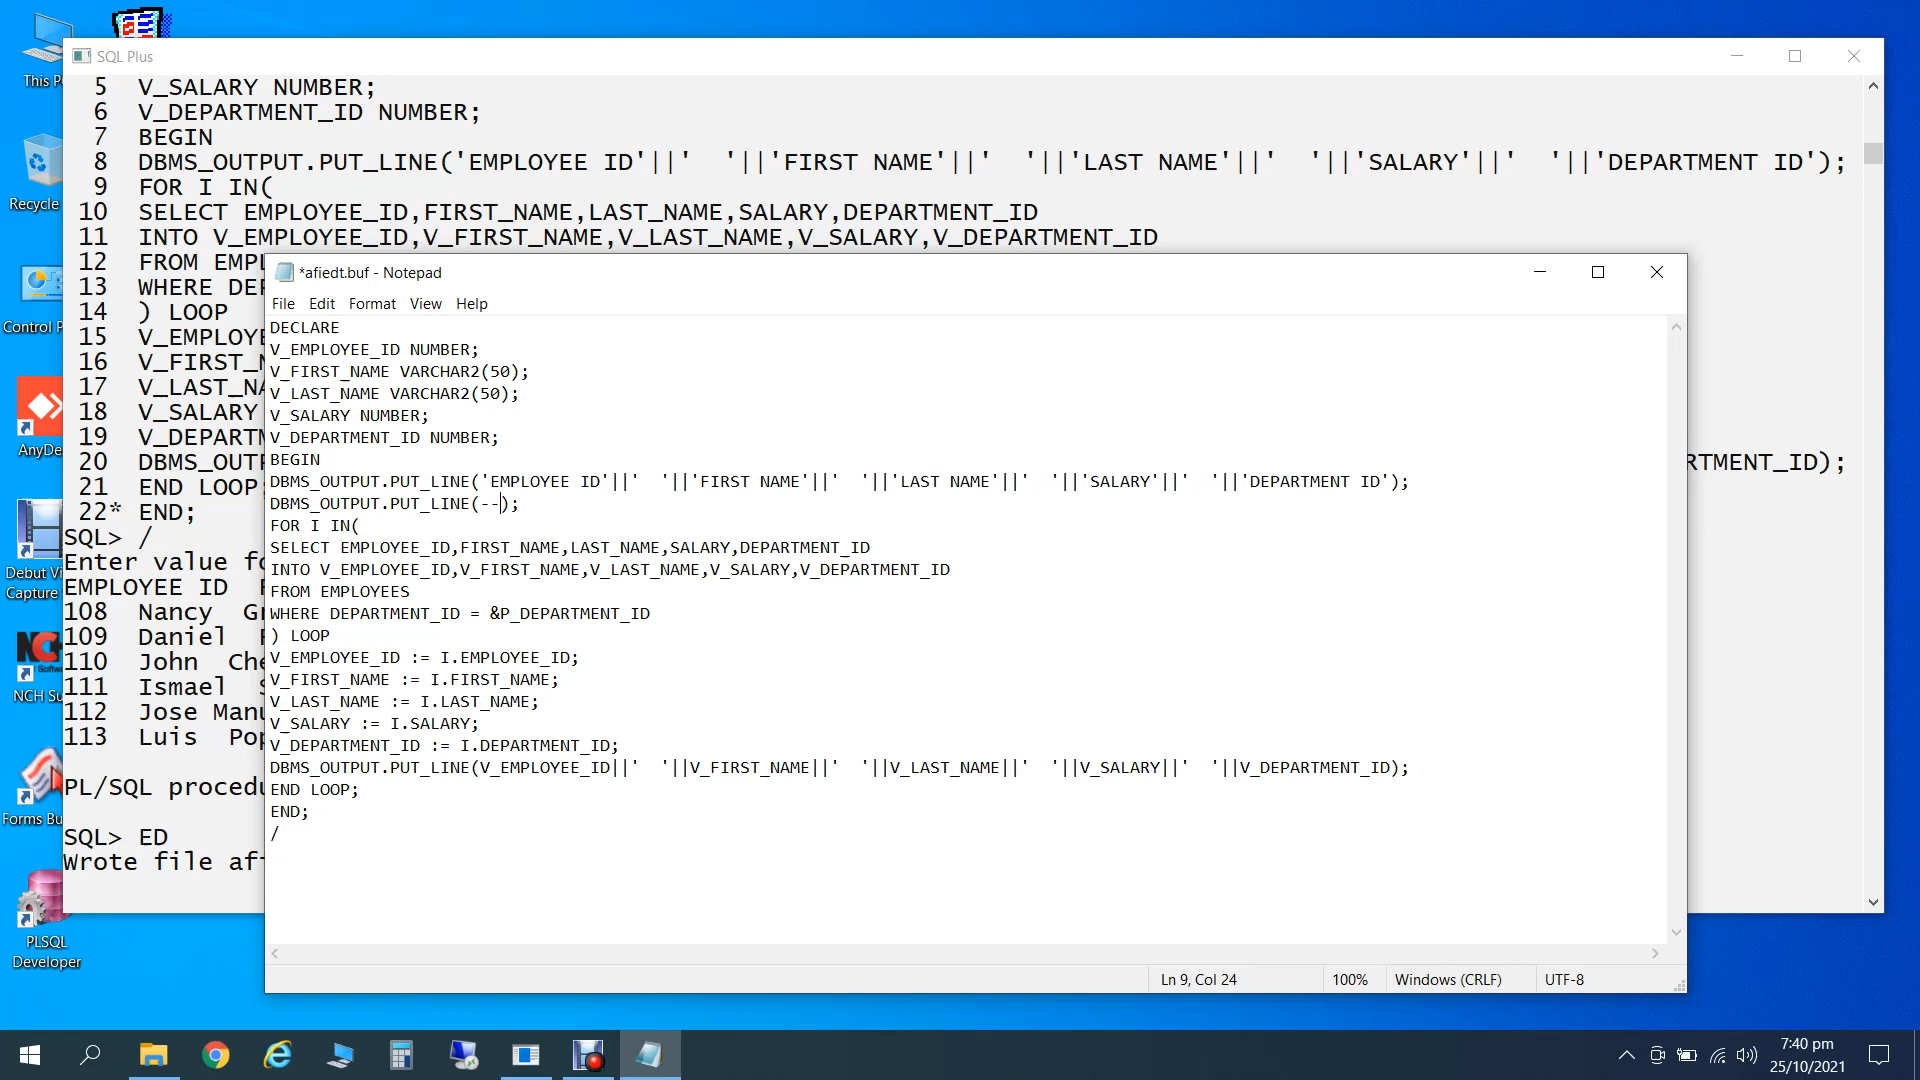 This P
Recycle
Control P
AnyDe
Debut Vi
Capture
NCH Su
Forms Bu
PLSQL
Developer
SQL Plus
5 V_SALARY NUMBER;
6 V_DEPARTMENT_ID NUMBER;
7 BEGIN
8 DBMS_OUTPUT.PUT_LINE('EMPLOYEE ID'||'  '||'FIRST NAME'||'  '||'LAST NAME'||'  '||'SALARY'||'  '||'DEPARTMENT ID');
9 FOR I IN(
10 SELECT EMPLOYEE_ID,FIRST_NAME,LAST_NAME,SALARY,DEPARTMENT_ID
11 INTO V_EMPLOYEE_ID,V_FIRST_NAME,V_LAST_NAME,V_SALARY,V_DEPARTMENT_ID
12 FROM EMPL
13 WHERE DEP
14 ) LOOP
15 V_EMPLOYE
16 V_FIRST_N
17 V_LAST_NA
18 V_SALARY
19 V_DEPARTM
20 DBMS_OUTP RTMENT_ID);
21 END LOOP;
22* END;
SQL> /
Enter value fo
EMPLOYEE ID F
108 Nancy Gr
109 Daniel F
110 John Che
111 Ismael S
112 Jose Manu
113 Luis Pop
PL/SQL procedu
SQL> ED
Wrote file afi
*afiedt.buf - Notepad
File Edit Format View Help
DECLARE
V_EMPLOYEE_ID NUMBER;
V_FIRST_NAME VARCHAR2(50);
V_LAST_NAME VARCHAR2(50);
V_SALARY NUMBER;
V_DEPARTMENT_ID NUMBER;
BEGIN
DBMS_OUTPUT.PUT_LINE('EMPLOYEE ID'||'  '||'FIRST NAME'||'  '||'LAST NAME'||'  '||'SALARY'||'  '||'DEPARTMENT ID');
DBMS_OUTPUT.PUT_LINE(--);
FOR I IN(
SELECT EMPLOYEE_ID,FIRST_NAME,LAST_NAME,SALARY,DEPARTMENT_ID
INTO V_EMPLOYEE_ID,V_FIRST_NAME,V_LAST_NAME,V_SALARY,V_DEPARTMENT_ID
FROM EMPLOYEES
WHERE DEPARTMENT_ID = &P_DEPARTMENT_ID
) LOOP
V_EMPLOYEE_ID := I.EMPLOYEE_ID;
V_FIRST_NAME := I.FIRST_NAME;
V_LAST_NAME := I.LAST_NAME;
V_SALARY := I.SALARY;
V_DEPARTMENT_ID := I.DEPARTMENT_ID;
DBMS_OUTPUT.PUT_LINE(V_EMPLOYEE_ID||'  '||V_FIRST_NAME||'  '||V_LAST_NAME||'  '||V_SALARY||'  '||V_DEPARTMENT_ID);
END LOOP;
END;
/
Ln 9, Col 24 100% Windows (CRLF) UTF-8
7:40 pm
25/10/2021